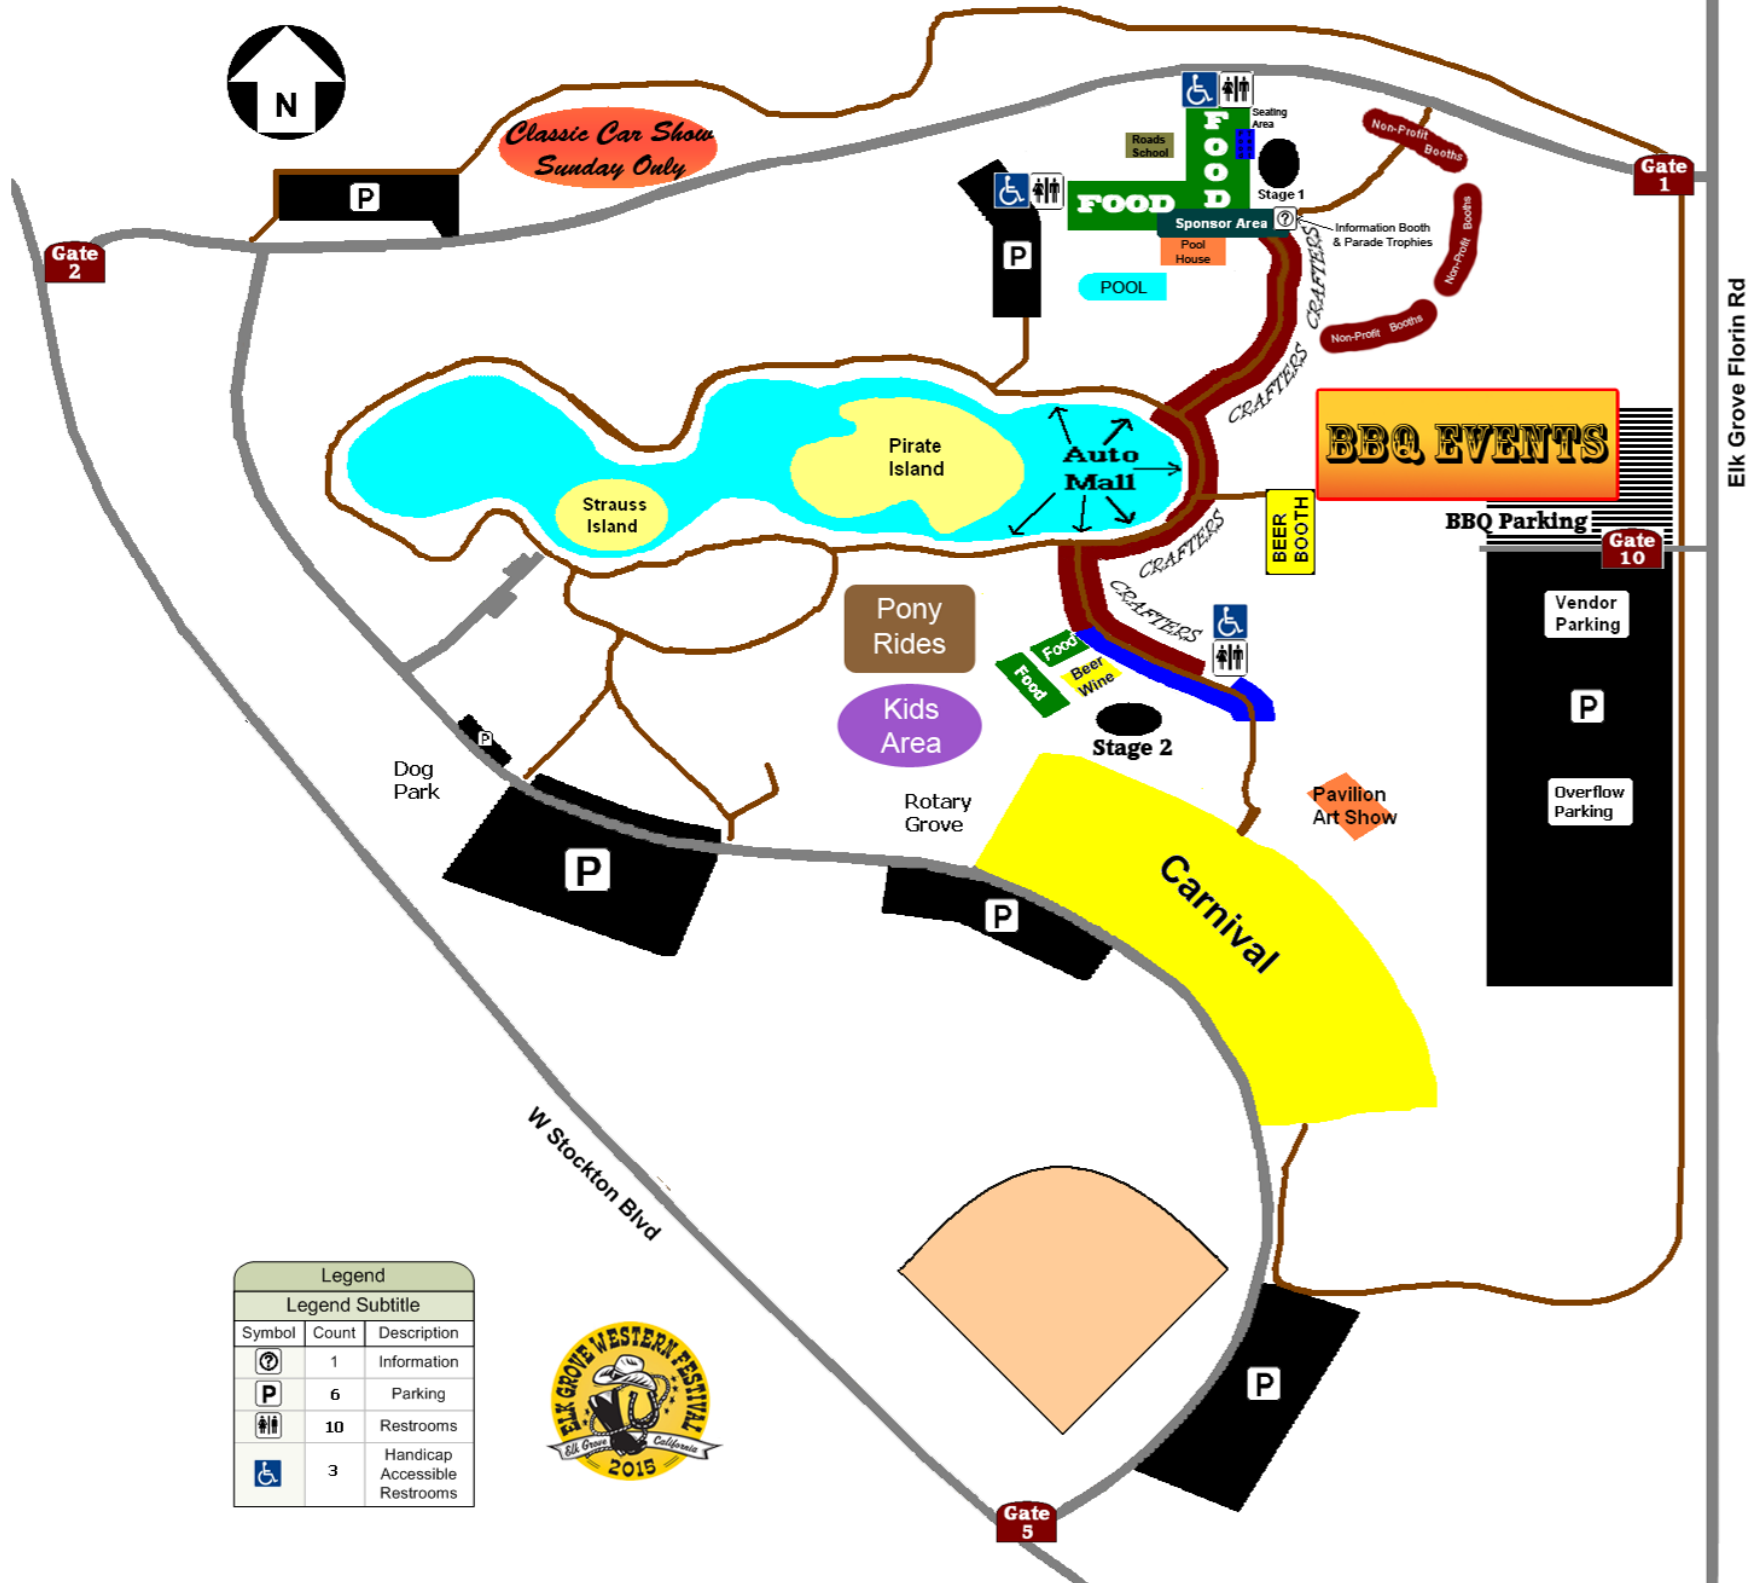 N
Classic Car Show
Sunday Only
P
Gate
2
Roads
School
FOOD
Seating
Area
Stage 1
FOOD
Sponsor Area
?
Information Booth
& Parade Trophies
Pool
House
POOL
P
Non-Profit Booths
Non-Profit Booths
Non-Profit Booths
Gate
1
Elk Grove Florin Rd
CRAFTERS
CRAFTERS
BBQ EVENTS
BBQ Parking
Gate
10
Pirate
Island
Strauss
Island
Auto
Mall
BEER
BOOTH
CRAFTERS
CRAFTERS
Pony
Rides
Kids
Area
Food
Food
Beer
Wine
Stage 2
Vendor
Parking
P
Overflow
Parking
P
Dog
Park
P
Rotary
Grove
P
Pavilion
Art Show
Carnival
W Stockton Blvd
P
Gate
5
Legend
Legend Subtitle
Symbol Count Description
? 1 Information
P 6 Parking
10 Restrooms
3 Handicap
Accessible
Restrooms
ELK GROVE WESTERN FESTIVAL
Elk Grove California
2015